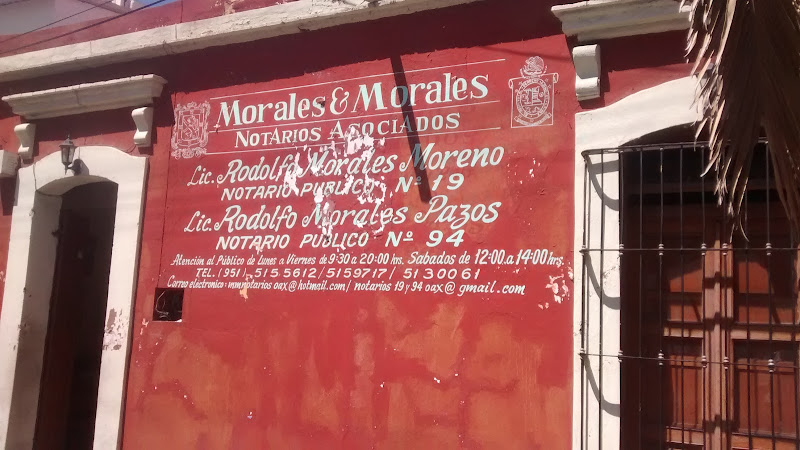 Morales & Morales
NOTARIOS ASOCIADOS
Lic. Rodolfo Morales Moreno
NOTARIO PUBLICO Nº 19
Lic. Rodolfo Morales Pazos
NOTARIO PUBLICO Nº 94
Atención al Público de Lunes a Viernes de 9:30 a 20:00 hrs. Sabados de 12:00 a 14:00 hrs.
TEL. (951) 5155612/5159717/ 5130061
Correo electronico: mmnotarios oax@hotmail.com/ notarios 19 y 94 oax@gmail.com